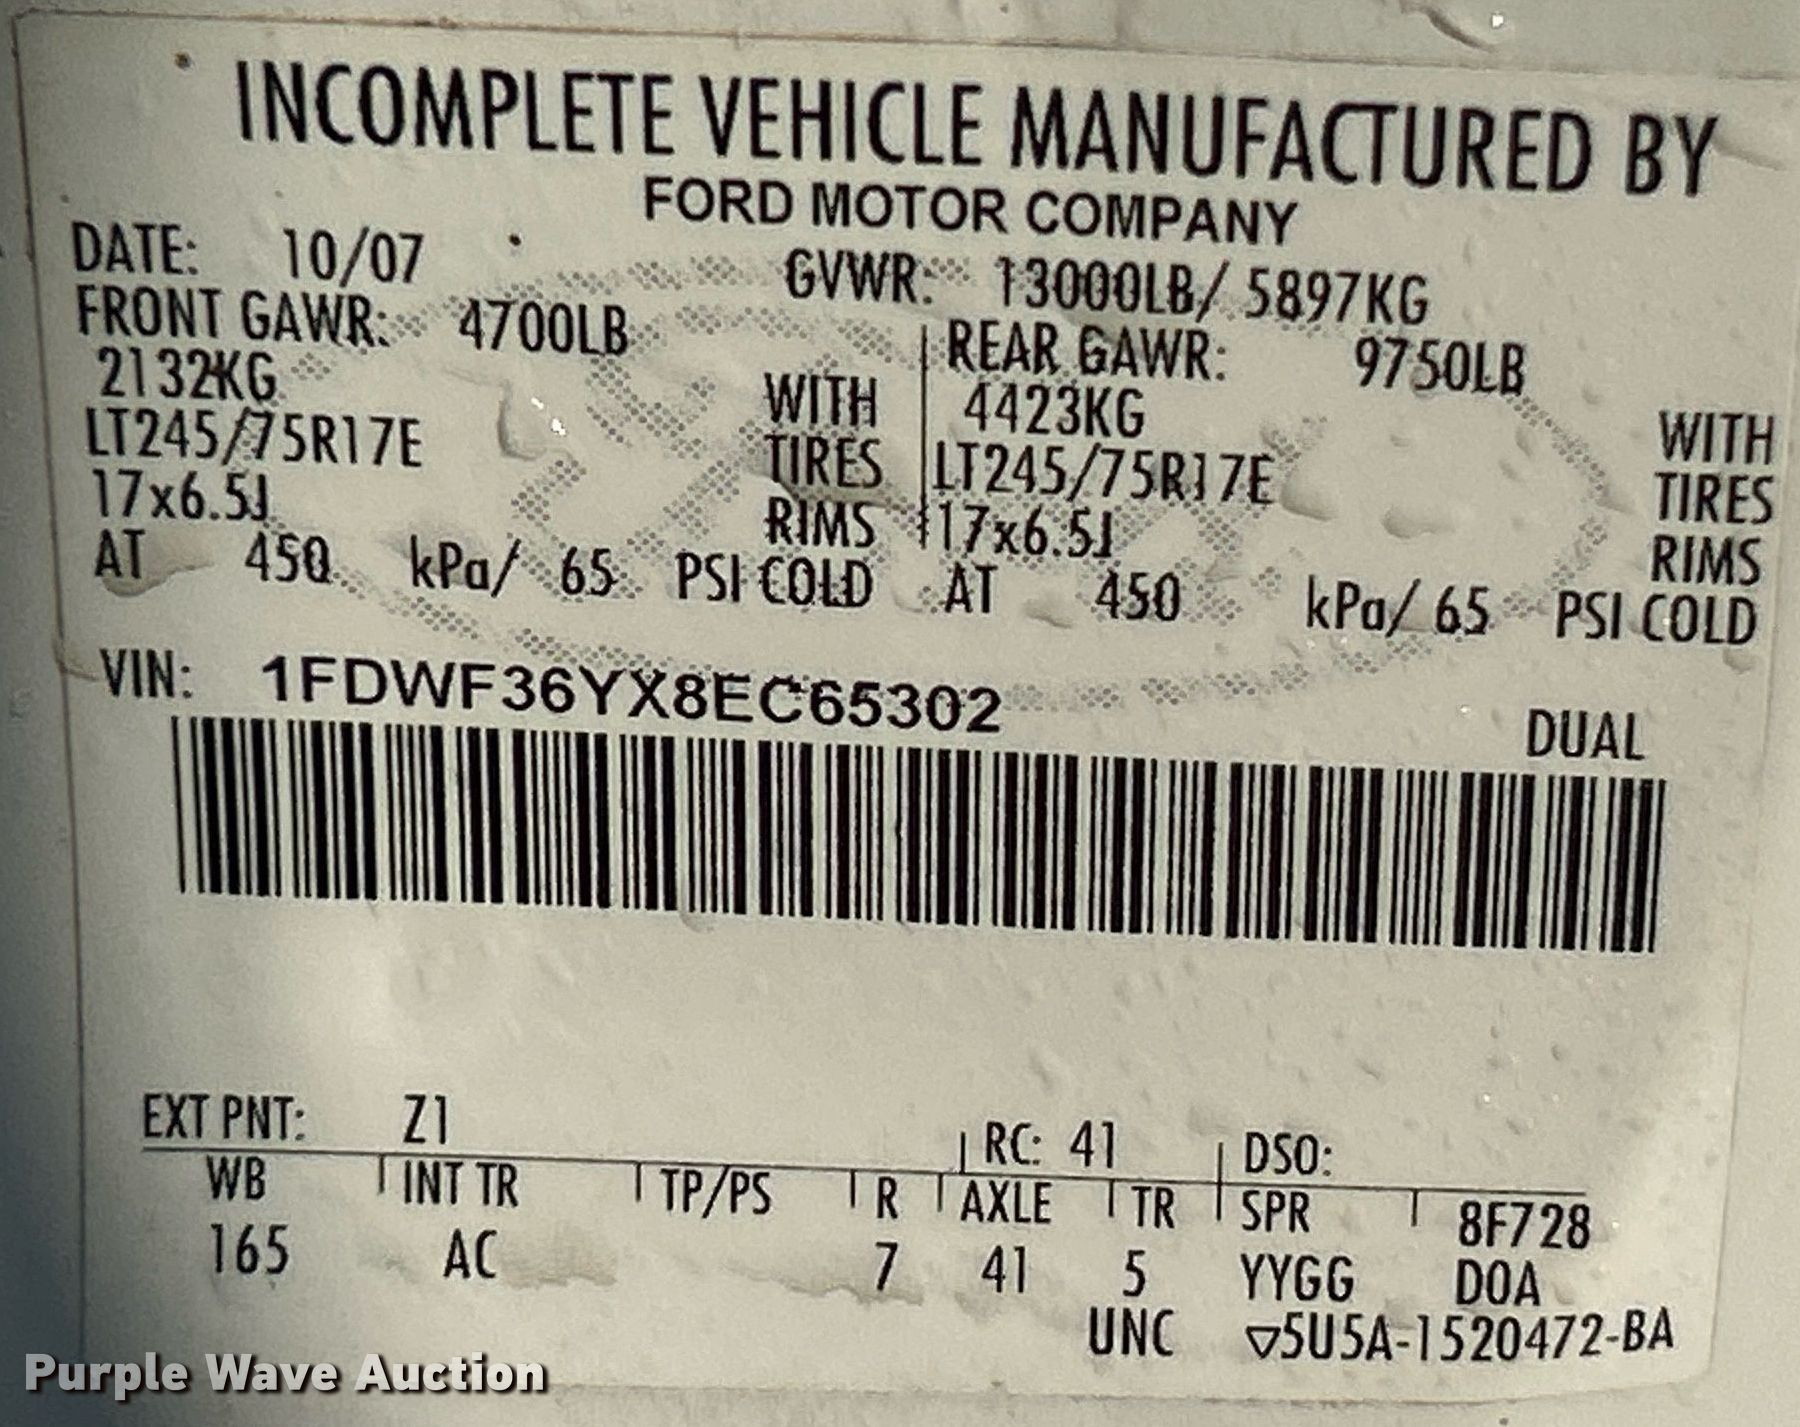 INCOMPLETE VEHICLE MANUFACTURED BY
FORD MOTOR COMPANY
DATE: 10/07 GVWR: 13000LB/ 5897KG
FRONT GAWR: 4700LB REAR GAWR: 9750LB
2132KG WITH 4423KG WITH
LT245/75R17E TIRES LT245/75R17E TIRES
17x6.5J RIMS 17x6.5J RIMS
AT 450 kPa/ 65 PSI COLD AT 450 kPa/ 65 PSI COLD
VIN: 1FDWF36YX8EC65302
DUAL
EXT PNT: Z1 RC: 41 DSO:
WB INT TR TP/PS R AXLE TR SPR 8F728
165 AC 7 41 5 YYGG DOA
UNC ▽5U5A-1520472-BA
Purple Wave Auction